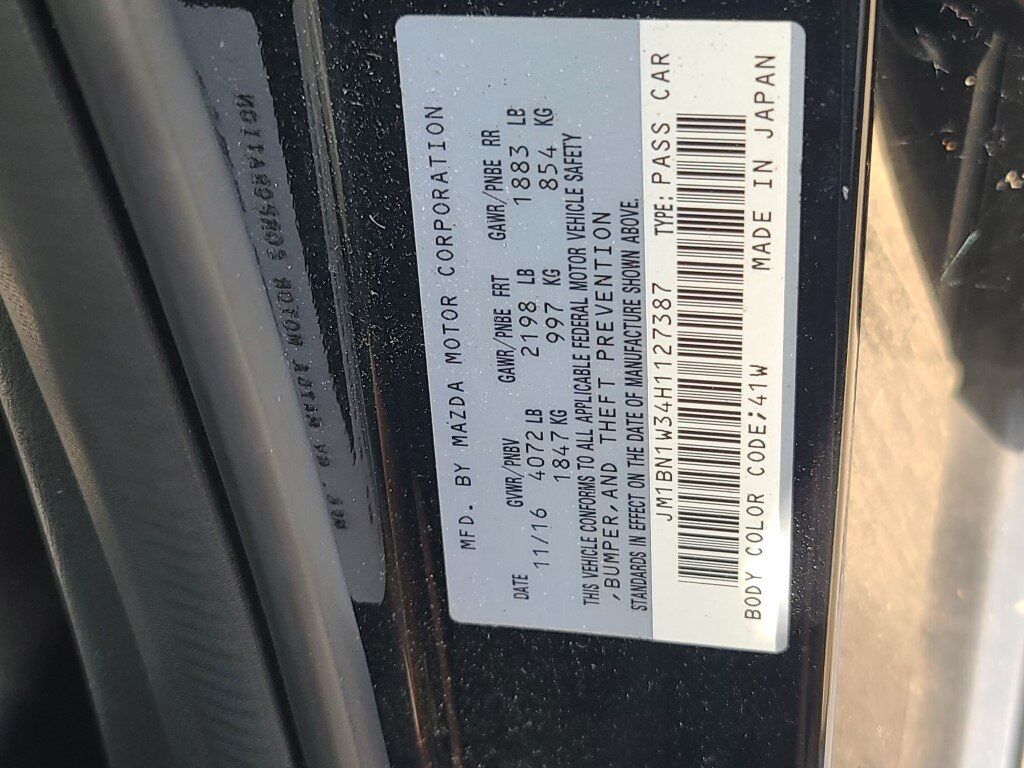 MFD. BY MAZDA MOTOR CORPORATION
DATE GVWR/PNBV GAWR/PNBE FRT GAWR/PNBE RR
11/16 4072 LB 2198 LB 1883 LB
1847 KG 997 KG 854 KG
THIS VEHICLE CONFORMS TO ALL APPLICABLE FEDERAL MOTOR VEHICLE SAFETY
,BUMPER,AND THEFT PREVENTION
STANDARDS IN EFFECT ON THE DATE OF MANUFACTURE SHOWN ABOVE.
JM1BN1W34H1127387 TYPE: PASS CAR
BODY COLOR CODE;41W MADE IN JAPAN